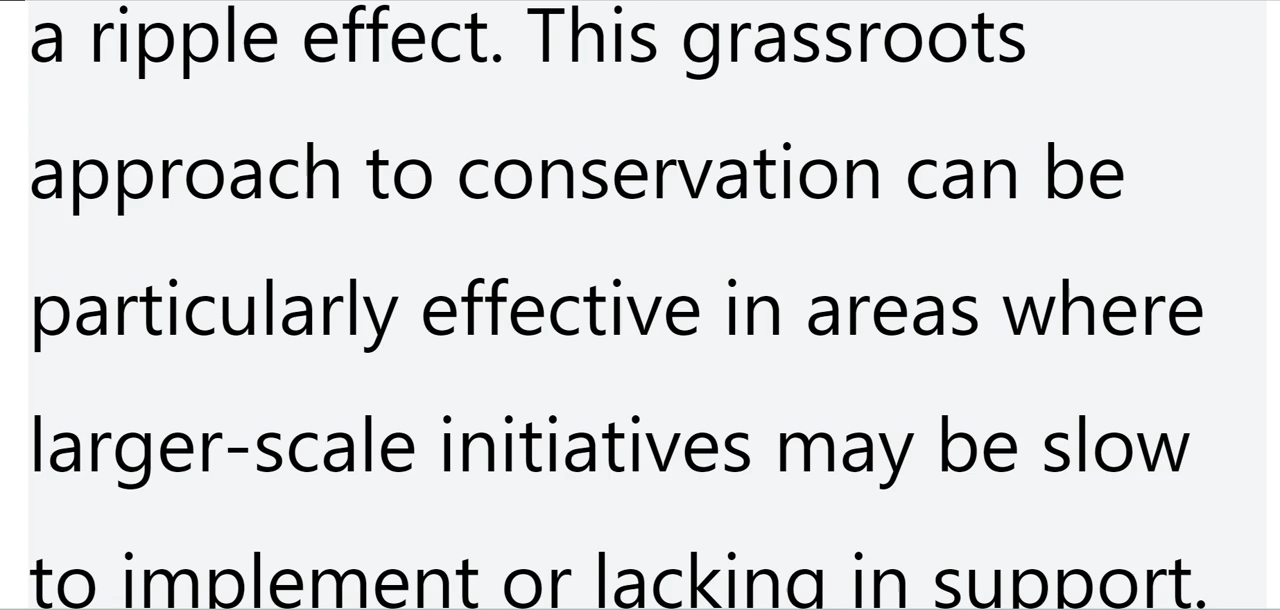 a ripple effect. This grassroots
approach to conservation can be
particularly effective in areas where
larger-scale initiatives may be slow
to implement or lacking in support.